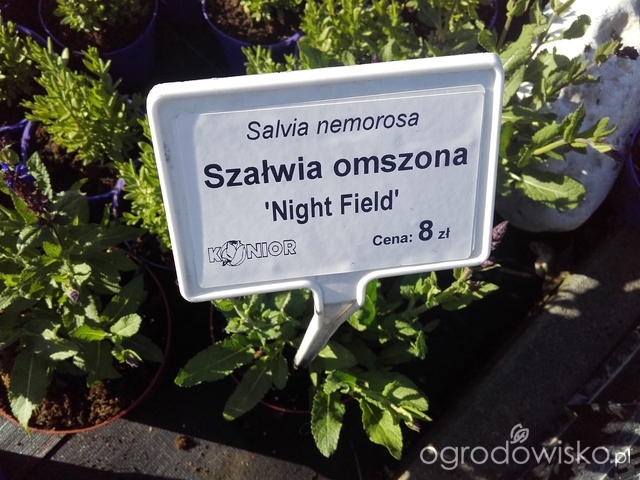 Salvia nemorosa
Szałwia omszona
'Night Field'
KONIOR
Cena: 8 zł
ogrodowisko.pl